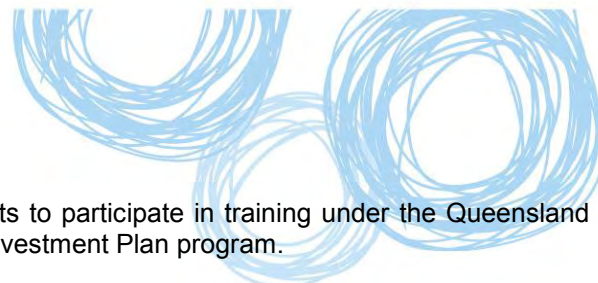 ts to participate in training under the Queensland
vestment Plan program.